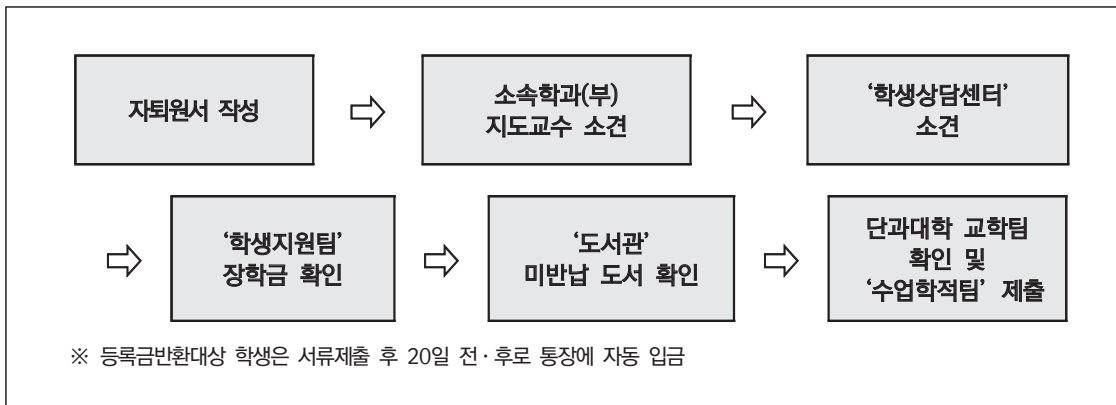 자퇴원서 작성
⇨
소속학과(부)
지도교수 소견
⇨
‘학생상담센터’
소견
⇨
‘학생지원팀’
장학금 확인
⇨
‘도서관’
미반납 도서 확인
⇨
단과대학 교학팀
확인 및
‘수업학적팀’ 제출
※ 등록금반환대상 학생은 서류제출 후 20일 전·후로 통장에 자동 입금